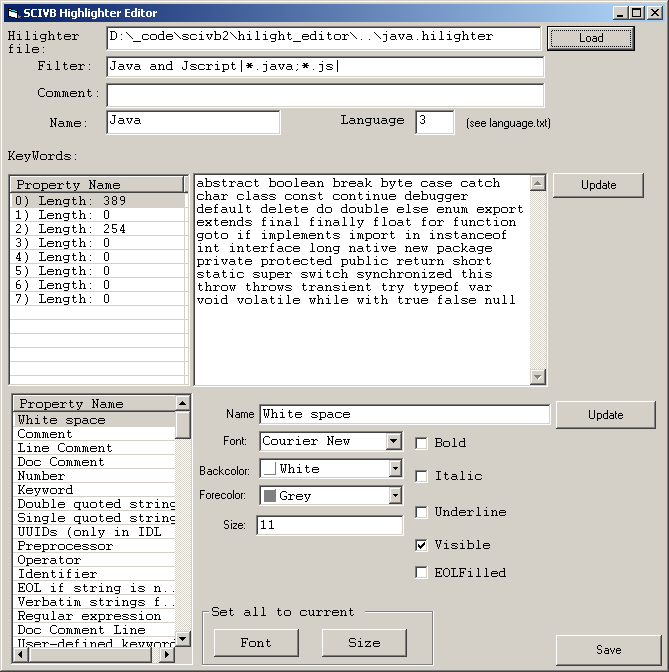 SCIVB Highlighter Editor
Hilighter file: D:\_code\scivb2\hilight_editor\..\java.hilighter Load
Filter: Java and Jscript|*.java;*.js|
Comment:
Name: Java Language 3 (see language.txt)
KeyWords:
Property Name
0) Length: 389
1) Length: 0
2) Length: 254
3) Length: 0
4) Length: 0
5) Length: 0
6) Length: 0
7) Length: 0
abstract boolean break byte case catch
char class const continue debugger
default delete do double else enum export
extends final finally float for function
goto if implements import in instanceof
int interface long native new package
private protected public return short
static super switch synchronized this
throw throws transient try typeof var
void volatile while with true false null
Update
Property Name
White space
Comment
Line Comment
Doc Comment
Number
Keyword
Double quoted string
Single quoted string
UUIDs (only in IDL
Preprocessor
Operator
Identifier
EOL if string is n..
Verbatim strings f..
Regular expression
Doc Comment Line
User-defined keyword
Name White space Update
Font: Courier New
Backcolor: White
Forecolor: Grey
Size: 11
Bold
Italic
Underline
Visible
EOLFilled
Set all to current
Font Size
Save